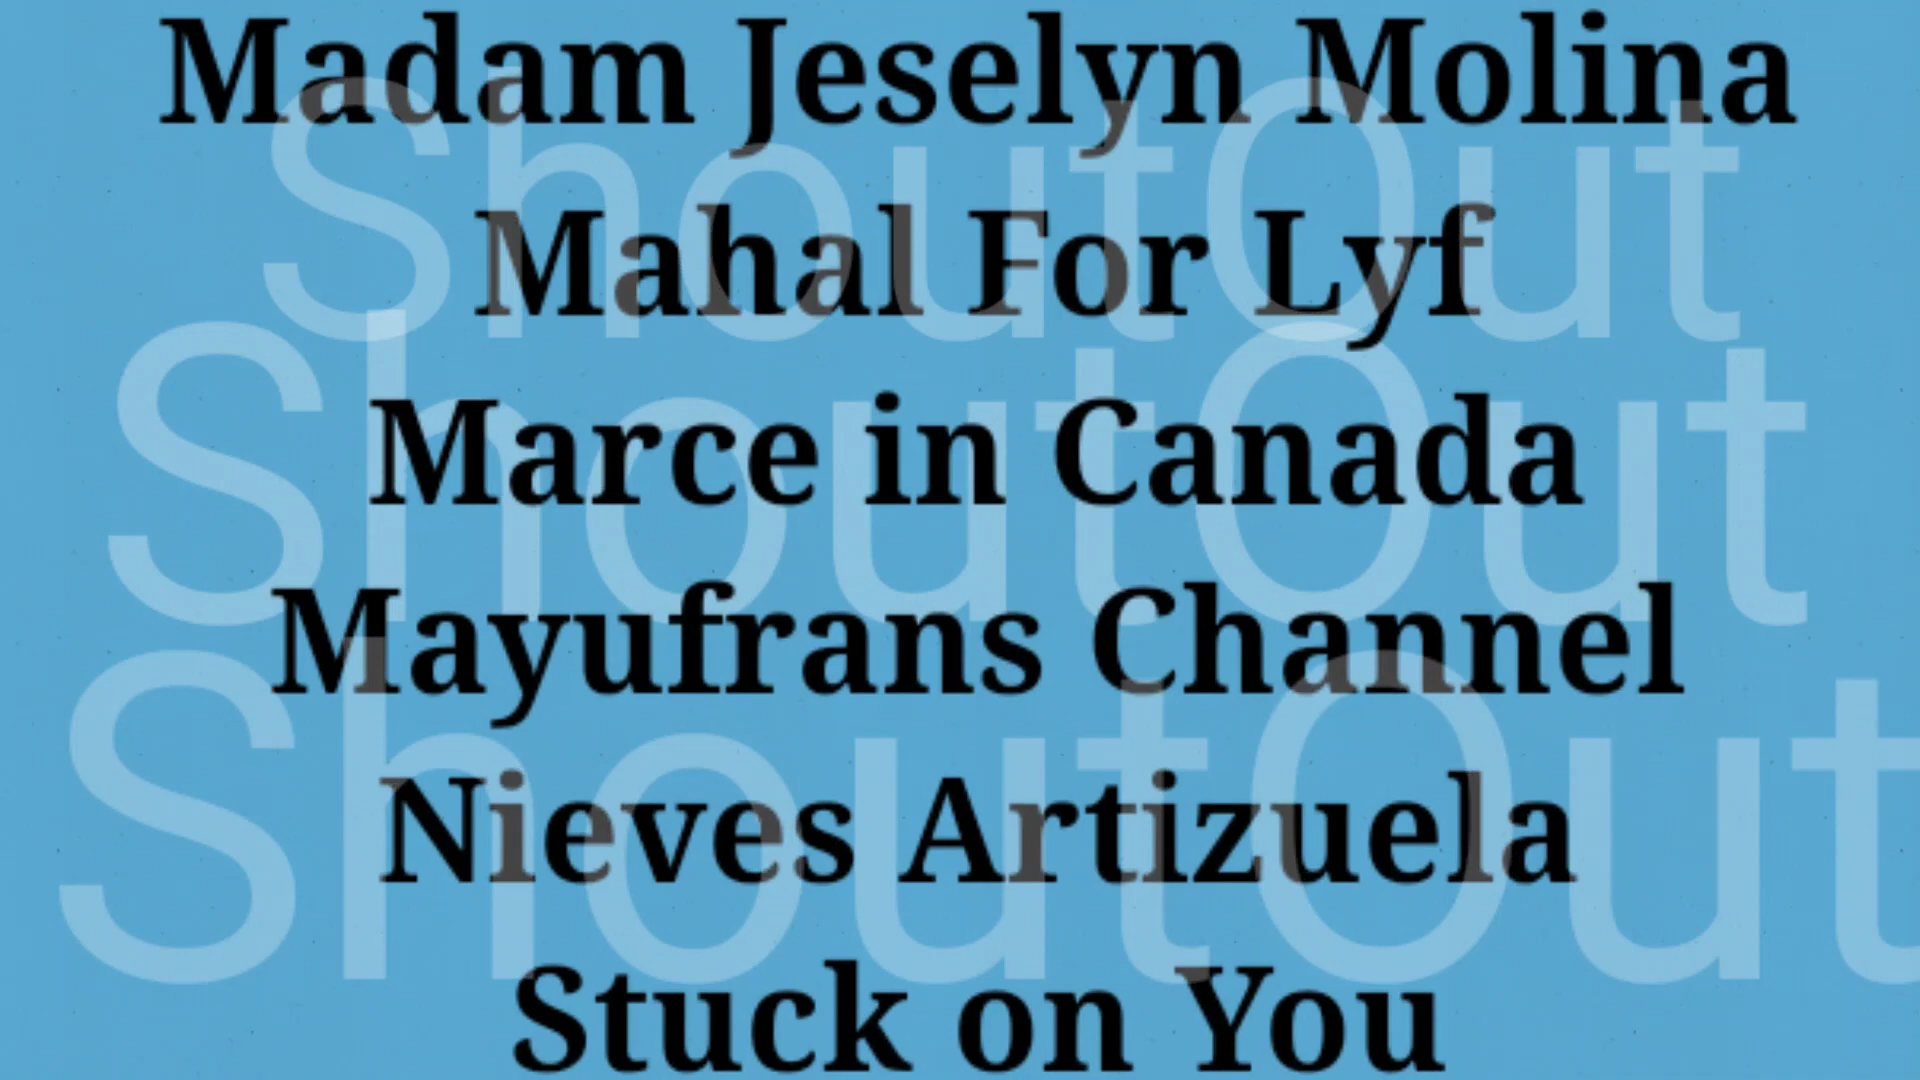 Madam Jeselyn Molina
ShoutOut
Mahal For Lyf
ShoutOut
Marce in Canada
Mayufrans Channel
ShoutOut
Nieves Artizuela
Stuck on You